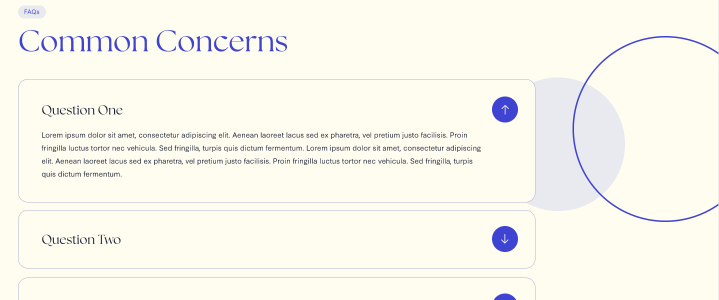 FAQs
Common Concerns
Question One
Lorem ipsum dolor sit amet, consectetur adipiscing elit. Aenean laoreet lacus sed ex pharetra, vel pretium justo facilisis. Proin
fringilla luctus tortor nec vehicula. Sed fringilla, turpis quis dictum fermentum. Lorem ipsum dolor sit amet, consectetur adipiscing
elit. Aenean laoreet lacus sed ex pharetra, vel pretium justo facilisis. Proin fringilla luctus tortor nec vehicula. Sed fringilla, turpis
quis dictum fermentum.
Question Two